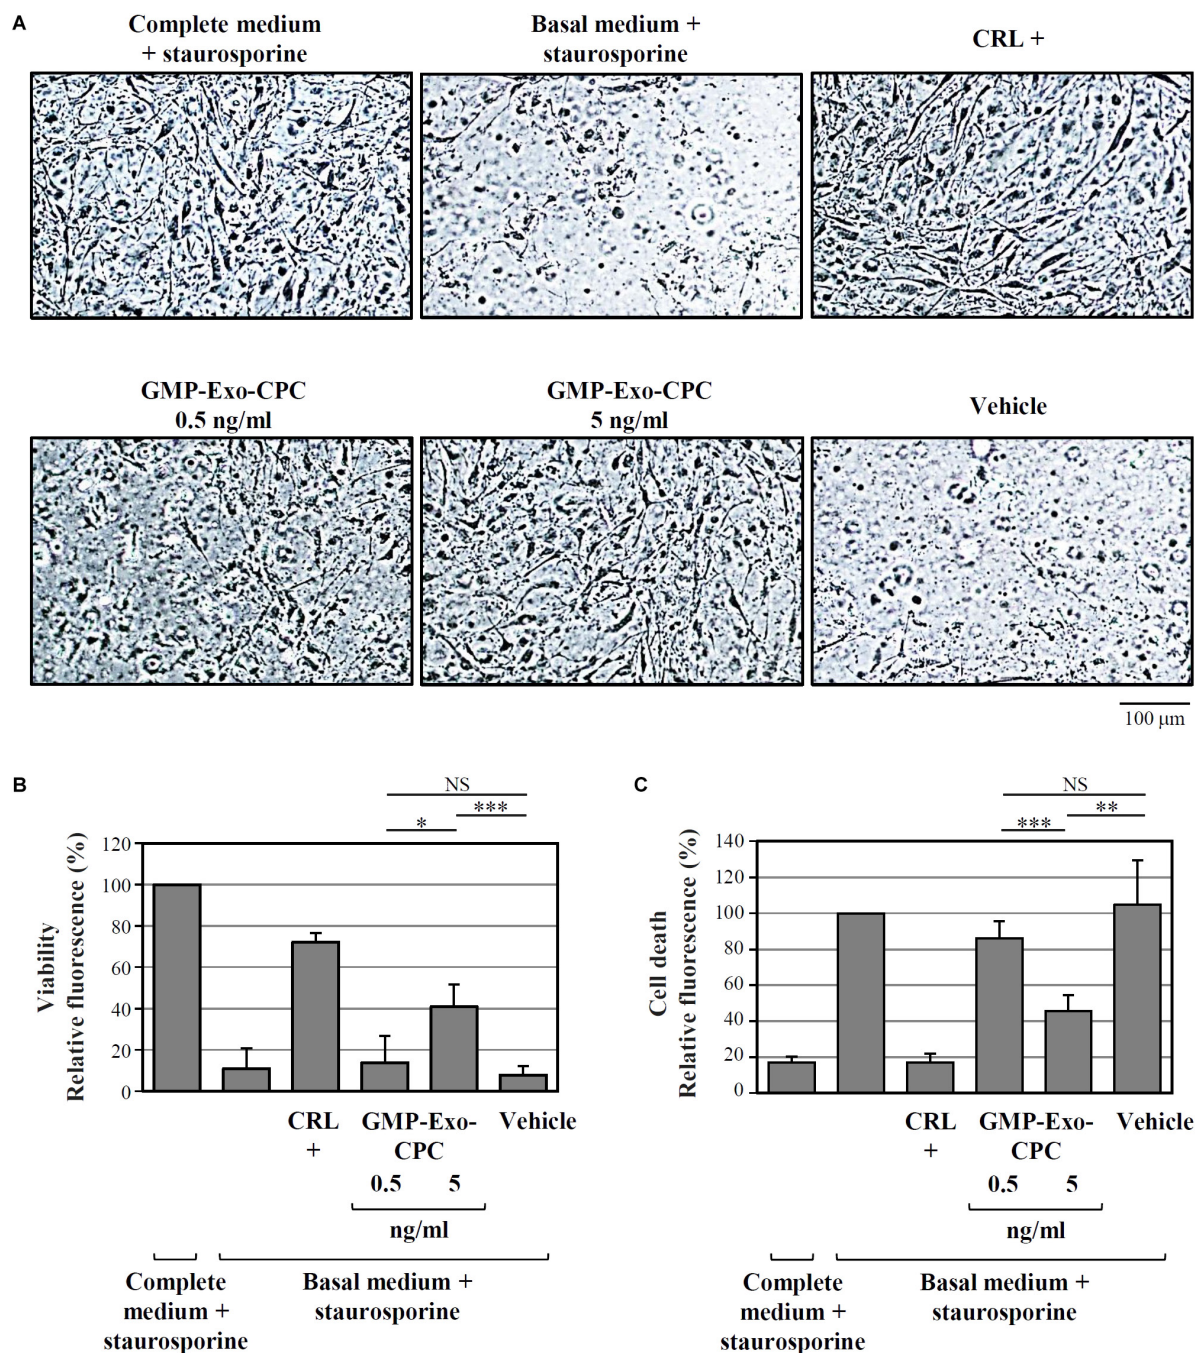 A
Complete medium
+ staurosporine
Basal medium +
staurosporine
CRL +
GMP-Exo-CPC
0.5 ng/ml
GMP-Exo-CPC
5 ng/ml
Vehicle
100 μm
B
NS
***
*
Viability
Relative fluorescence (%)
120
100
80
60
40
20
0
CRL
+
GMP-Exo-
CPC
Vehicle
0.5 5
ng/ml
Complete
medium +
staurosporine
Basal medium +
staurosporine
C
NS
**
***
Cell death
Relative fluorescence (%)
140
120
100
80
60
40
20
0
CRL
+
GMP-Exo-
CPC
Vehicle
0.5 5
ng/ml
Complete
medium +
staurosporine
Basal medium +
staurosporine